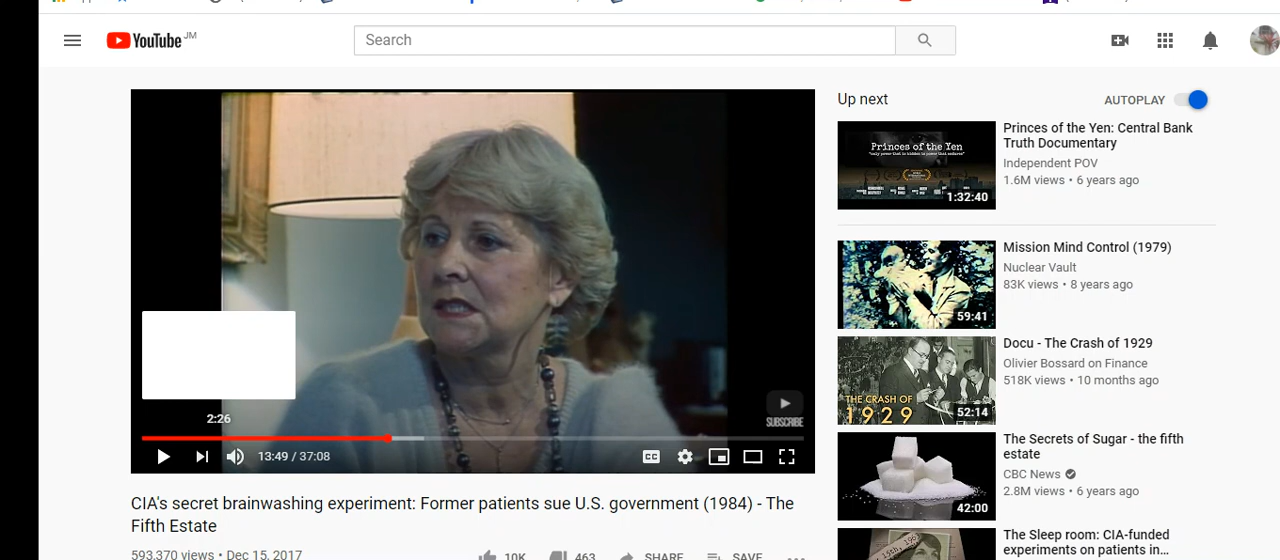 YouTube JM
Search
2:26
SUBSCRIBE
CC
13:49 / 37:08
CIA's secret brainwashing experiment: Former patients sue U.S. government (1984) - The
Fifth Estate
593,370 views • Dec 15, 2017
10K
463
SHARE
SAVE
Up next
AUTOPLAY
Princes of the Yen
1:32:40
Princes of the Yen: Central Bank
Truth Documentary
Independent POV
1.6M views • 6 years ago
59:41
Mission Mind Control (1979)
Nuclear Vault
83K views • 8 years ago
THE CRASH OF
1929
52:14
Docu - The Crash of 1929
Olivier Bossard on Finance
518K views • 10 months ago
42:00
The Secrets of Sugar - the fifth
estate
CBC News
2.8M views • 6 years ago
The Sleep room: CIA-funded
experiments on patients in...